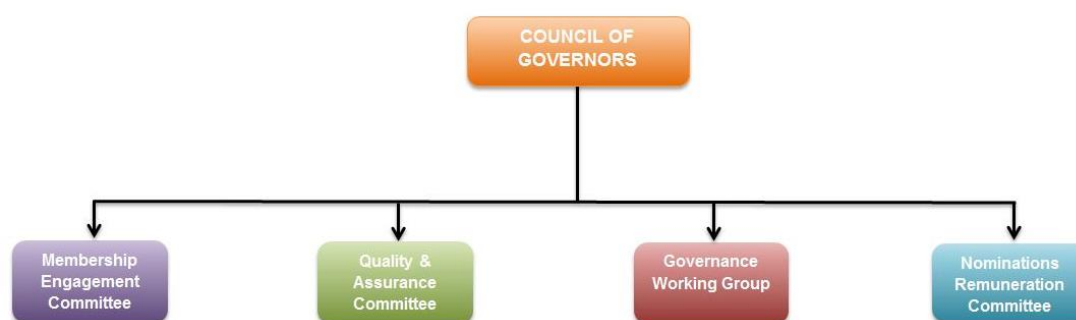 COUNCIL OF
GOVERNORS
Membership
Engagement
Committee
Quality &
Assurance
Committee
Governance
Working Group
Nominations
Remuneration
Committee